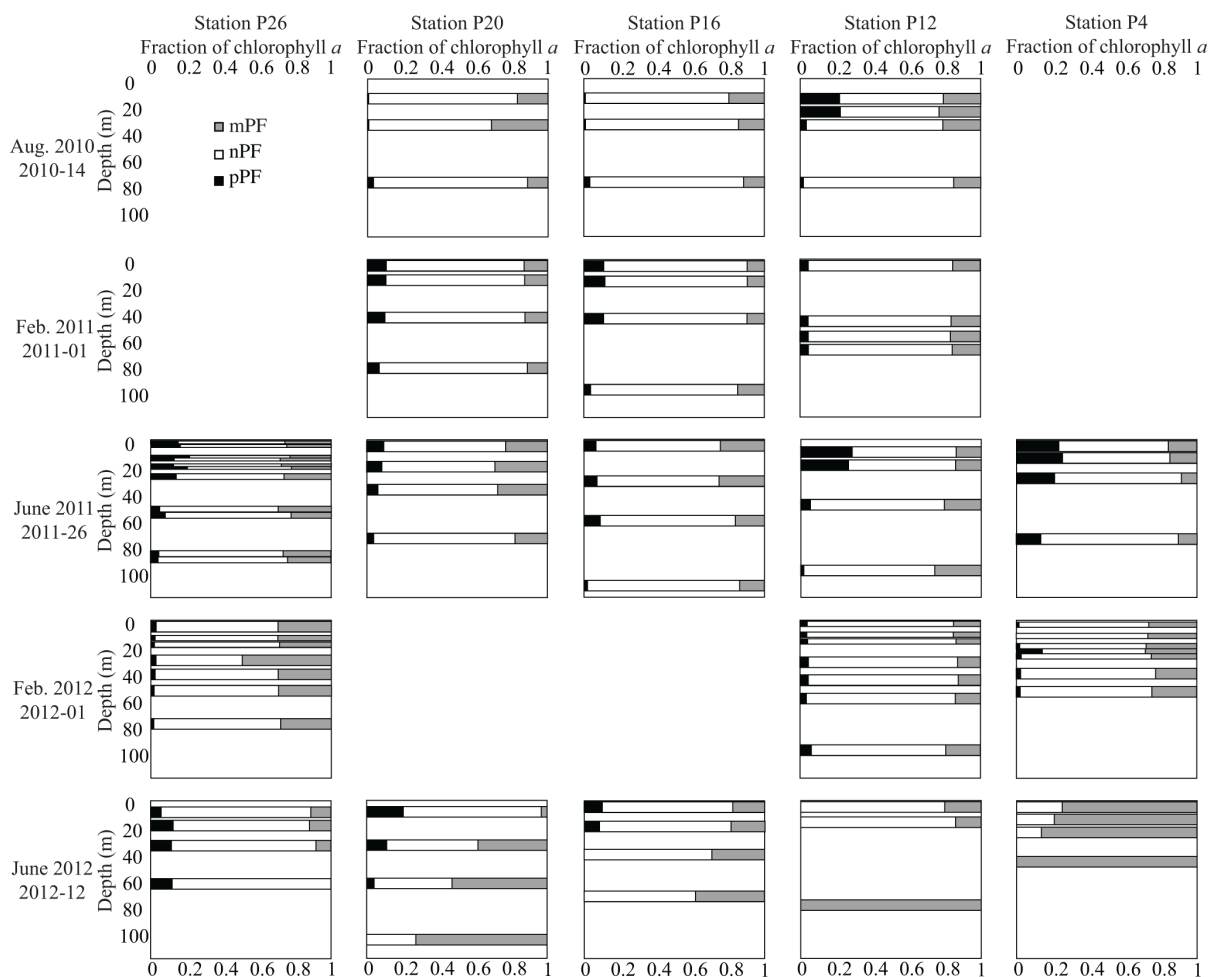 Station P26 Station P20 Station P16 Station P12 Station P4
Fraction of chlorophyll a Fraction of chlorophyll a Fraction of chlorophyll a Fraction of chlorophyll a Fraction of chlorophyll a
0 0.2 0.4 0.6 0.8 1 0 0.2 0.4 0.6 0.8 1 0 0.2 0.4 0.6 0.8 1 0 0.2 0.4 0.6 0.8 1 0 0.2 0.4 0.6 0.8 1
Aug. 2010
2010-14
Depth (m)
0
20
40
60
80
100
mPF
nPF
pPF
Feb. 2011
2011-01
Depth (m)
0
20
40
60
80
100
June 2011
2011-26
Depth (m)
0
20
40
60
80
100
Feb. 2012
2012-01
Depth (m)
0
20
40
60
80
100
June 2012
2012-12
Depth (m)
0
20
40
60
80
100
0 0.2 0.4 0.6 0.8 1 0 0.2 0.4 0.6 0.8 1 0 0.2 0.4 0.6 0.8 1 0 0.2 0.4 0.6 0.8 1 0 0.2 0.4 0.6 0.8 1